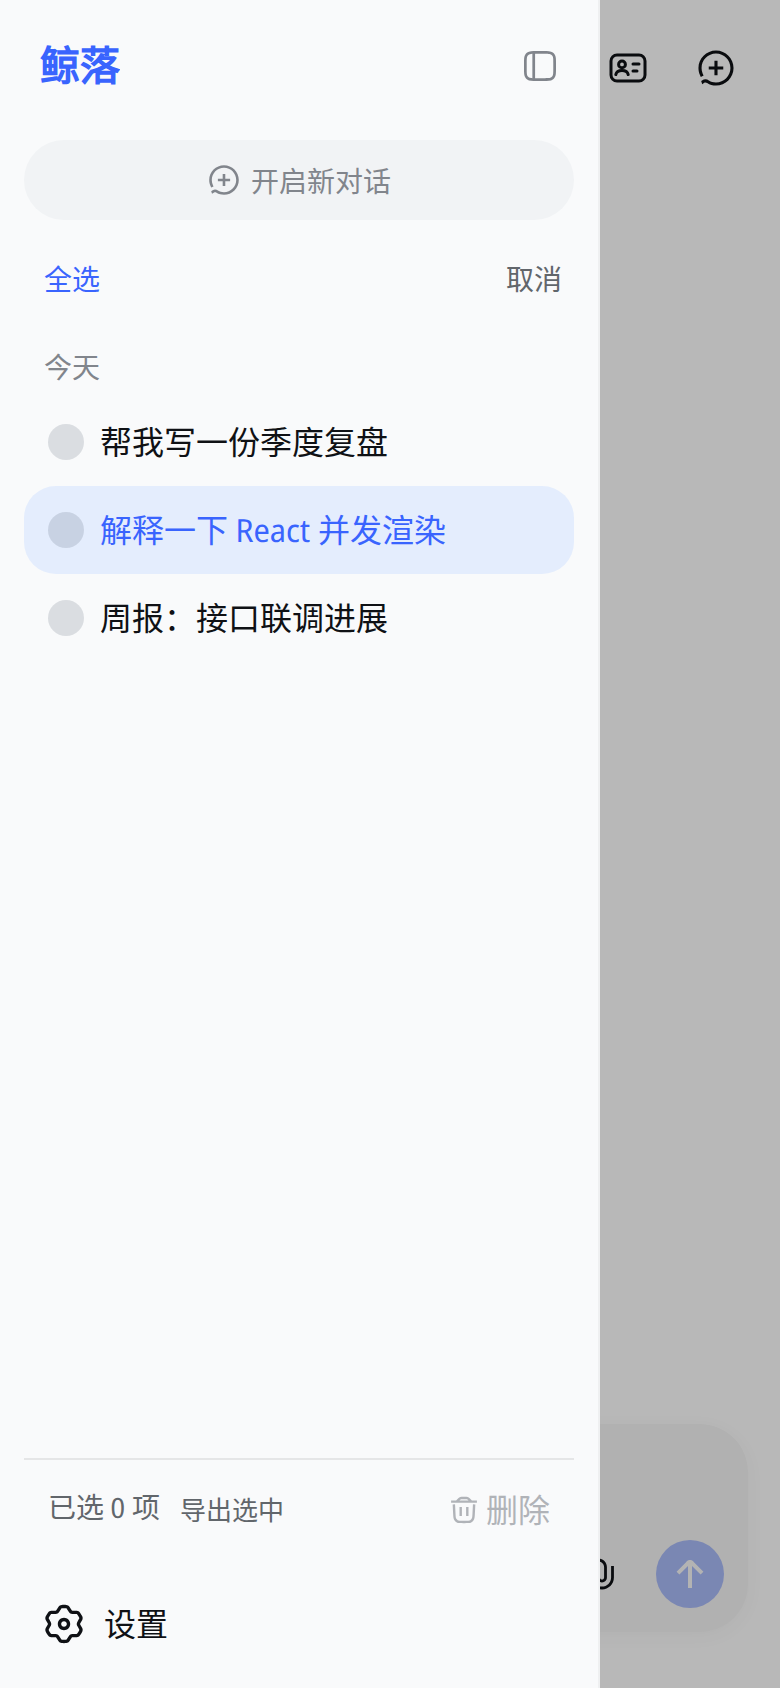 鲸落
开启新对话
全选 取消
今天
帮我写一份季度复盘
解释一下 React 并发渲染
周报：接口联调进展
已选 0 项 导出选中 删除
设置